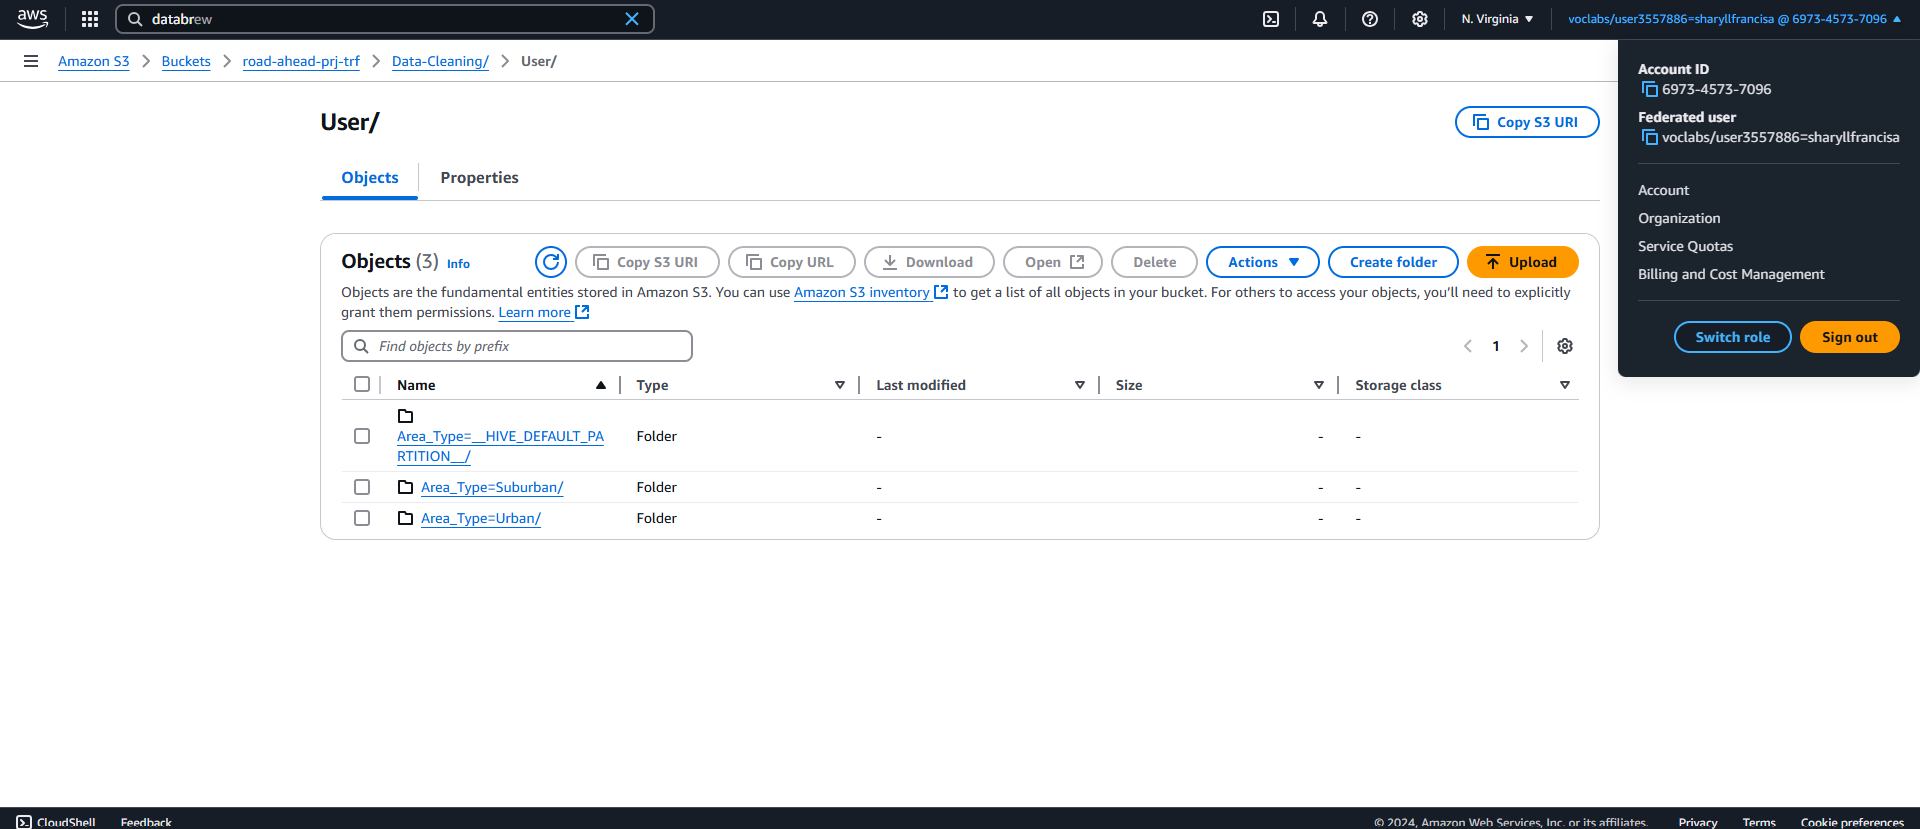 aws
databrew
N. Virginia
voclabs/user3557886=sharyllfrancisa @ 6973-4573-7096
Amazon S3
Buckets
road-ahead-prj-trf
Data-Cleaning/
User/
Account ID
6973-4573-7096
Federated user
voclabs/user3557886=sharyllfrancisa
Account
Organization
Service Quotas
Billing and Cost Management
Switch role
Sign out
User/
Copy S3 URI
Objects
Properties
Objects (3) Info
Copy S3 URI
Copy URL
Download
Open
Delete
Actions
Create folder
Upload
Objects are the fundamental entities stored in Amazon S3. You can use Amazon S3 inventory to get a list of all objects in your bucket. For others to access your objects, you’ll need to explicitly
grant them permissions. Learn more
Find objects by prefix
1
Name Type Last modified Size Storage class
Area_Type=__HIVE_DEFAULT_PA
RTITION__/ Folder - - -
Area_Type=Suburban/ Folder - - -
Area_Type=Urban/ Folder - - -
CloudShell Feedback © 2024, Amazon Web Services, Inc. or its affiliates. Privacy Terms Cookie preferences